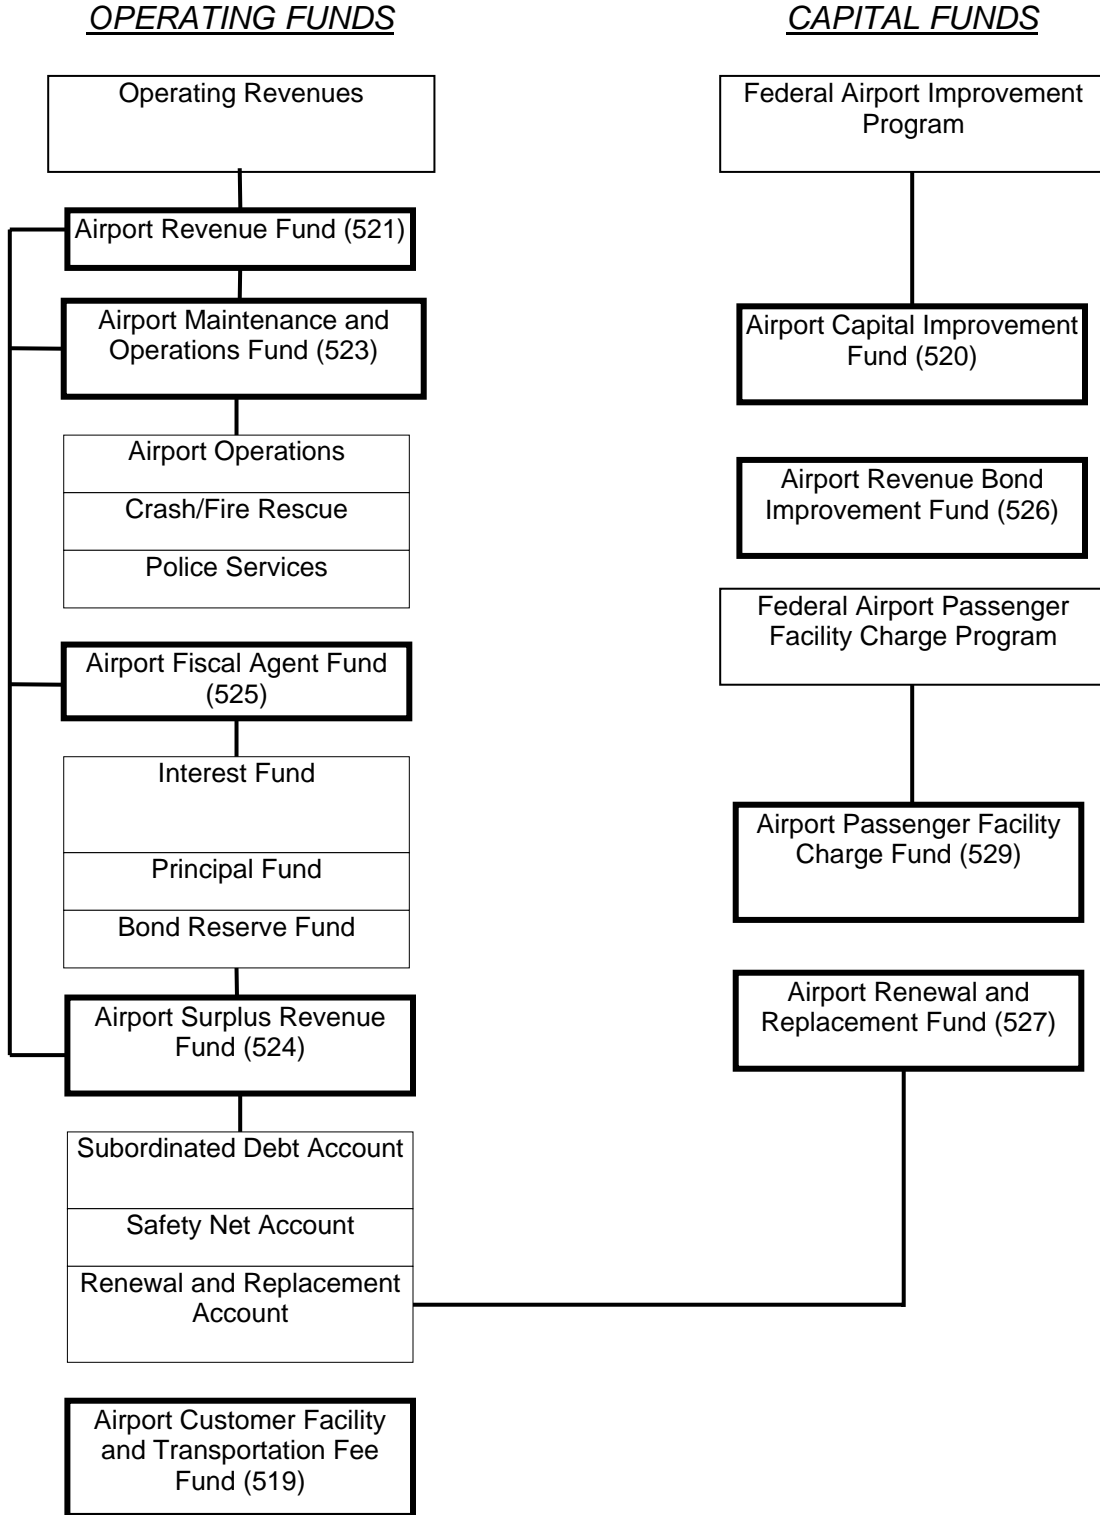 OPERATING FUNDS
Operating Revenues
Airport Revenue Fund (521)
Airport Maintenance and
Operations Fund (523)
Airport Operations
Crash/Fire Rescue
Police Services
Airport Fiscal Agent Fund
(525)
Interest Fund
Principal Fund
Bond Reserve Fund
Airport Surplus Revenue
Fund (524)
Subordinated Debt Account
Safety Net Account
Renewal and Replacement
Account
Airport Customer Facility
and Transportation Fee
Fund (519)
CAPITAL FUNDS
Federal Airport Improvement
Program
Airport Capital Improvement
Fund (520)
Airport Revenue Bond
Improvement Fund (526)
Federal Airport Passenger
Facility Charge Program
Airport Passenger Facility
Charge Fund (529)
Airport Renewal and
Replacement Fund (527)